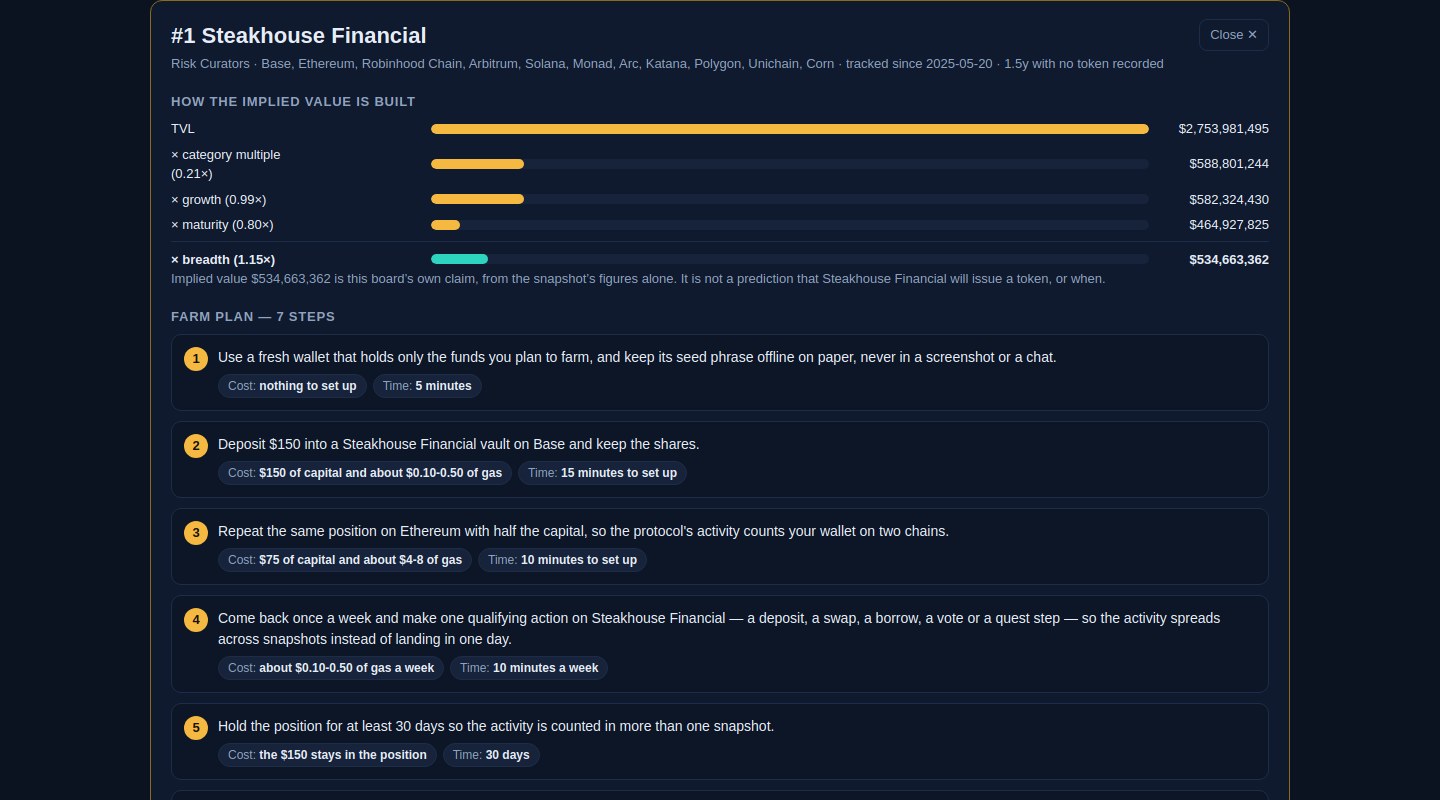 #1 Steakhouse Financial
Close ✕
Risk Curators · Base, Ethereum, Robinhood Chain, Arbitrum, Solana, Monad, Arc, Katana, Polygon, Unichain, Corn · tracked since 2025-05-20 · 1.5y with no token recorded
HOW THE IMPLIED VALUE IS BUILT
TVL $2,753,981,495
× category multiple
(0.21×) $588,801,244
× growth (0.99×) $582,324,430
× maturity (0.80×) $464,927,825
× breadth (1.15×) $534,663,362
Implied value $534,663,362 is this board's own claim, from the snapshot's figures alone. It is not a prediction that Steakhouse Financial will issue a token, or when.
FARM PLAN — 7 STEPS
1 Use a fresh wallet that holds only the funds you plan to farm, and keep its seed phrase offline on paper, never in a screenshot or a chat.
Cost: nothing to set up Time: 5 minutes
2 Deposit $150 into a Steakhouse Financial vault on Base and keep the shares.
Cost: $150 of capital and about $0.10-0.50 of gas Time: 15 minutes to set up
3 Repeat the same position on Ethereum with half the capital, so the protocol's activity counts your wallet on two chains.
Cost: $75 of capital and about $4-8 of gas Time: 10 minutes to set up
4 Come back once a week and make one qualifying action on Steakhouse Financial — a deposit, a swap, a borrow, a vote or a quest step — so the activity spreads
across snapshots instead of landing in one day.
Cost: about $0.10-0.50 of gas a week Time: 10 minutes a week
5 Hold the position for at least 30 days so the activity is counted in more than one snapshot.
Cost: the $150 stays in the position Time: 30 days